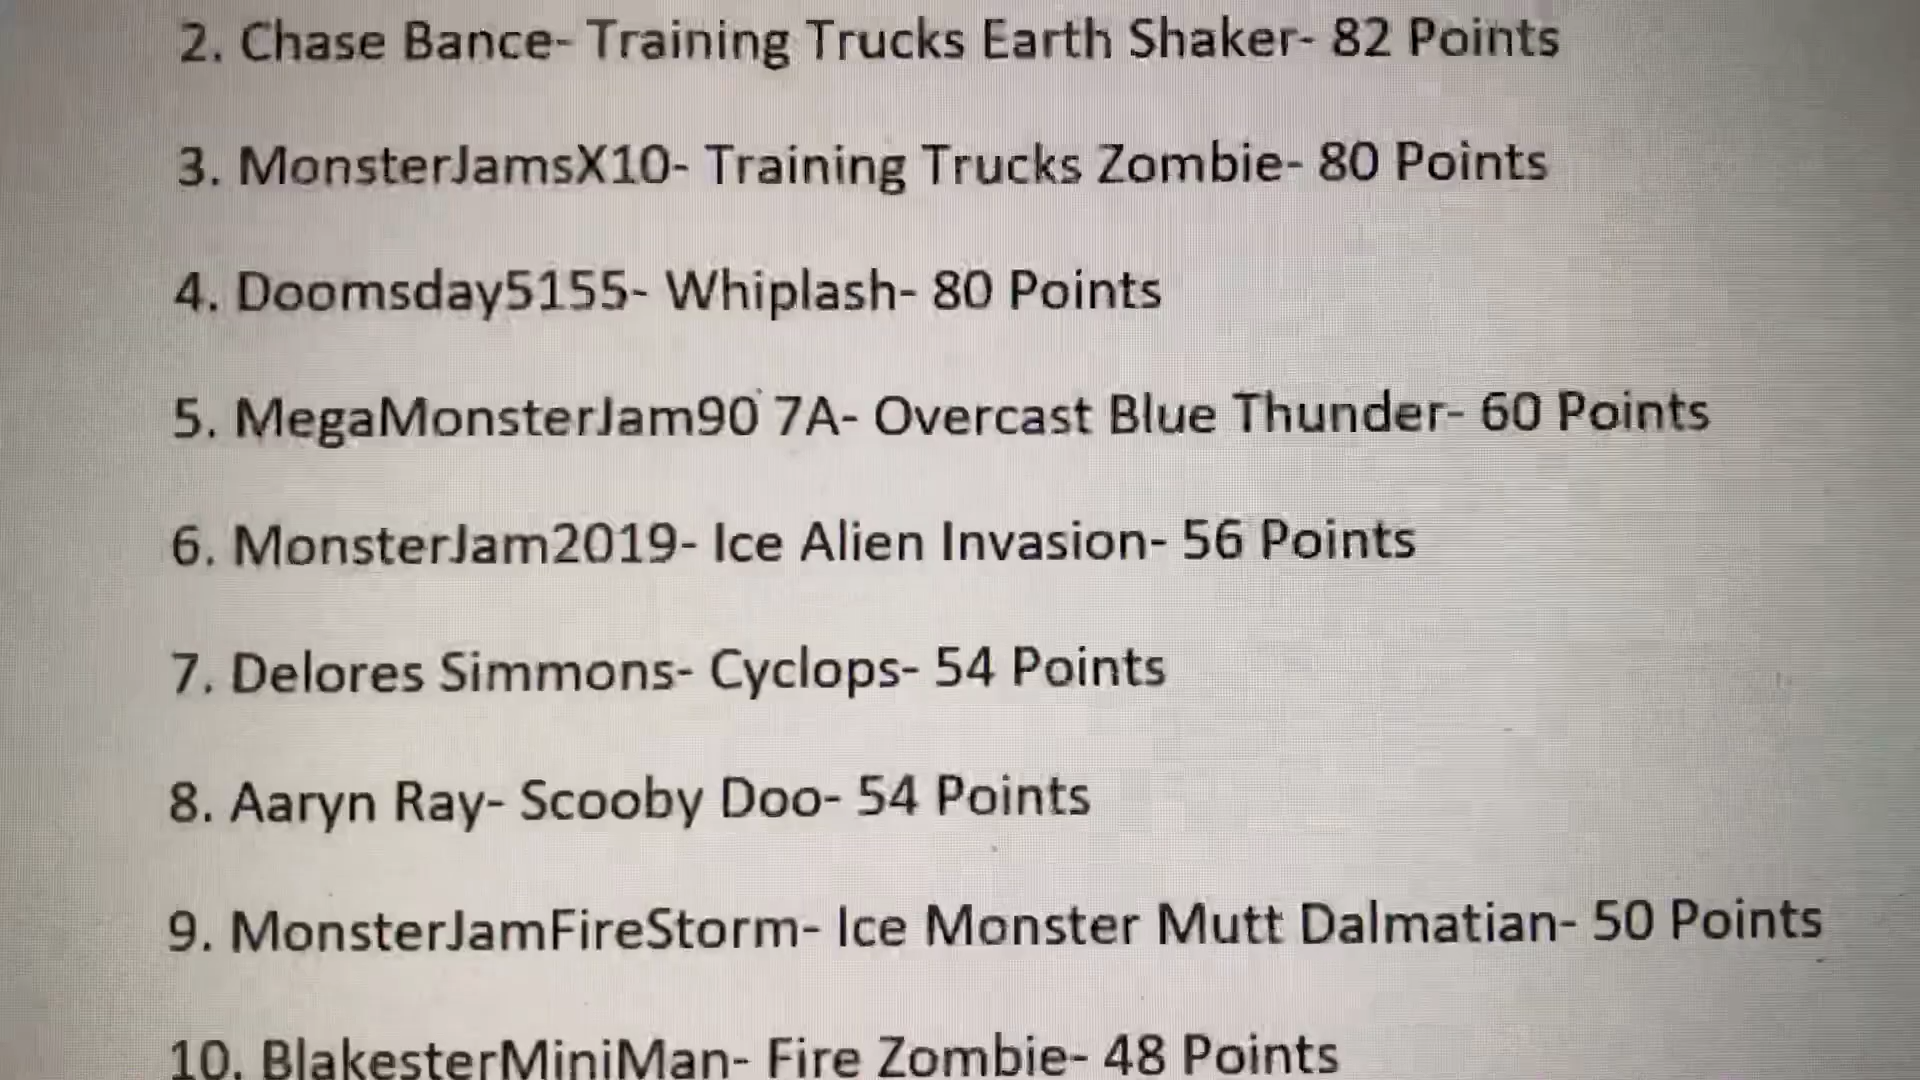 2. Chase Bance- Training Trucks Earth Shaker- 82 Points
3. MonsterJamsX10- Training Trucks Zombie- 80 Points
4. Doomsday5155- Whiplash- 80 Points
5. MegaMonsterJam90 7A- Overcast Blue Thunder- 60 Points
6. MonsterJam2019- Ice Alien Invasion- 56 Points
7. Delores Simmons- Cyclops- 54 Points
8. Aaryn Ray- Scooby Doo- 54 Points
9. MonsterJamFireStorm- Ice Monster Mutt Dalmatian- 50 Points
10. BlakesterMiniMan- Fire Zombie- 48 Points